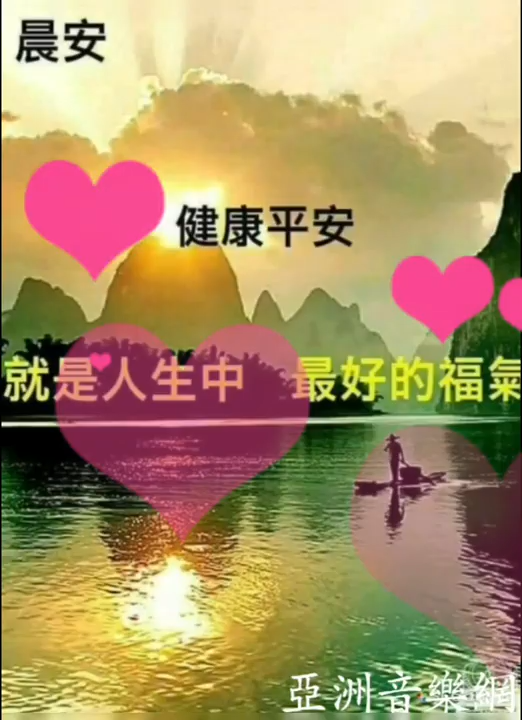 晨安
健康平安
就是人生中 最好的福氣
亞洲音樂網